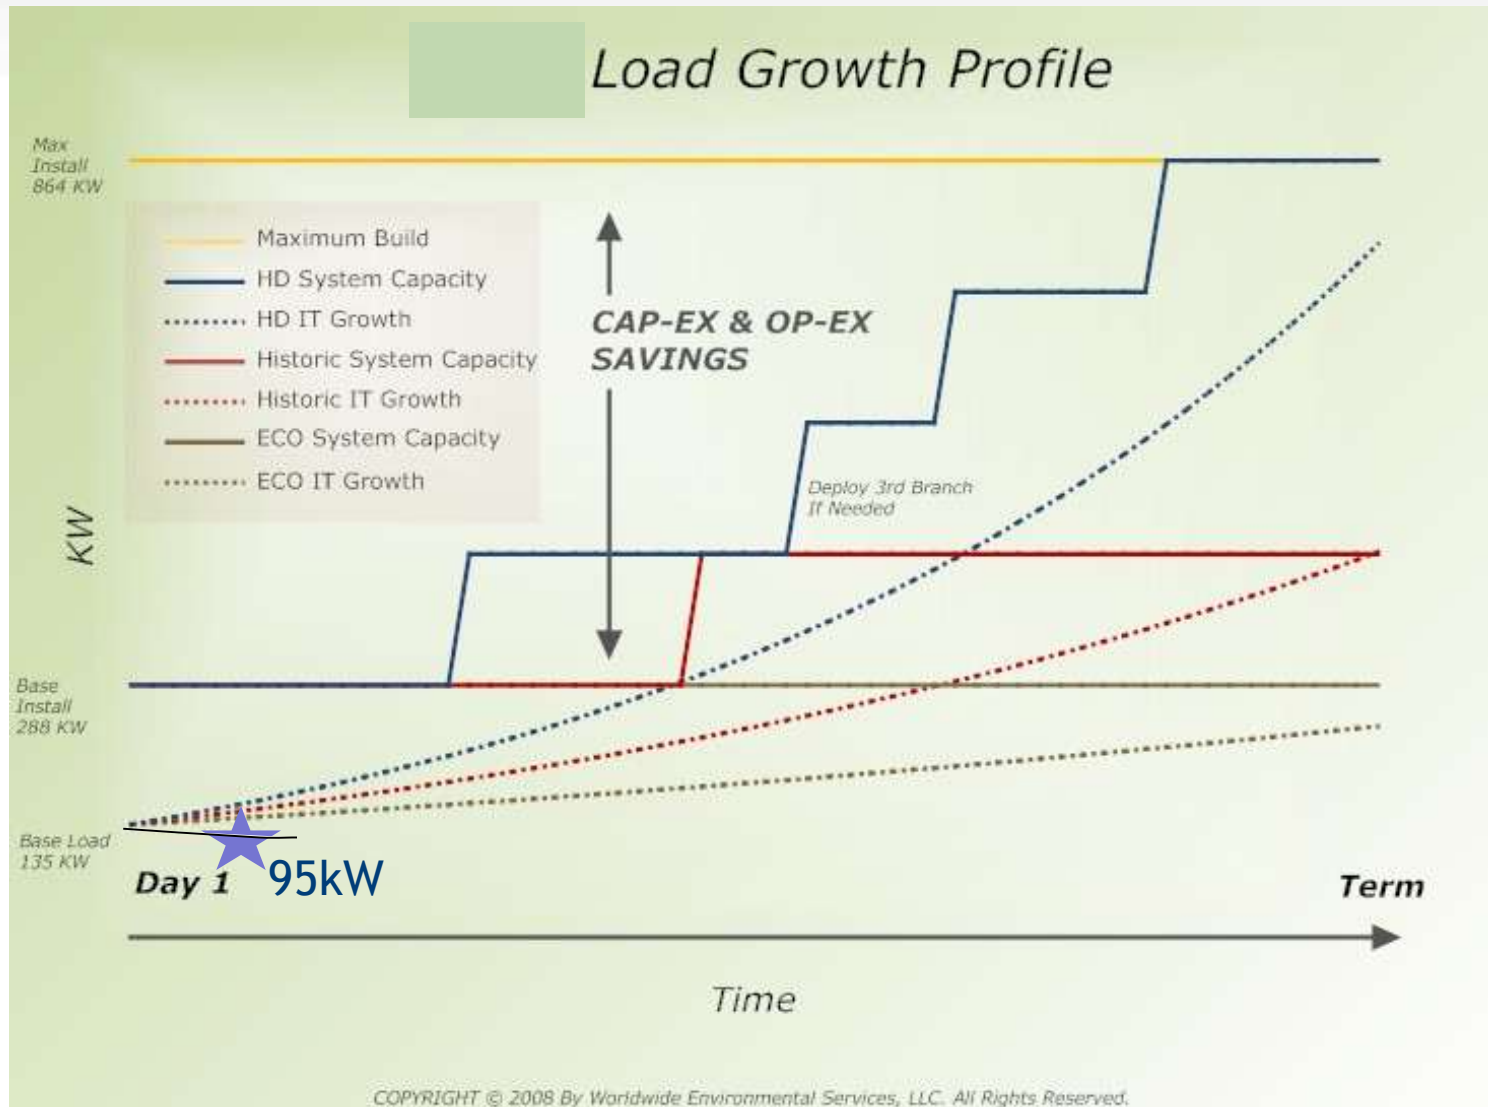 Load Growth Profile
Max
Install
864 KW
Maximum Build
HD System Capacity
HD IT Growth
Historic System Capacity
Historic IT Growth
ECO System Capacity
ECO IT Growth
CAP-EX & OP-EX
SAVINGS
Deploy 3rd Branch
If Needed
KW
Base
Install
288 KW
Base Load
135 KW
Day 1
95kW
Term
Time
COPYRIGHT © 2008 By Worldwide Environmental Services, LLC. All Rights Reserved.